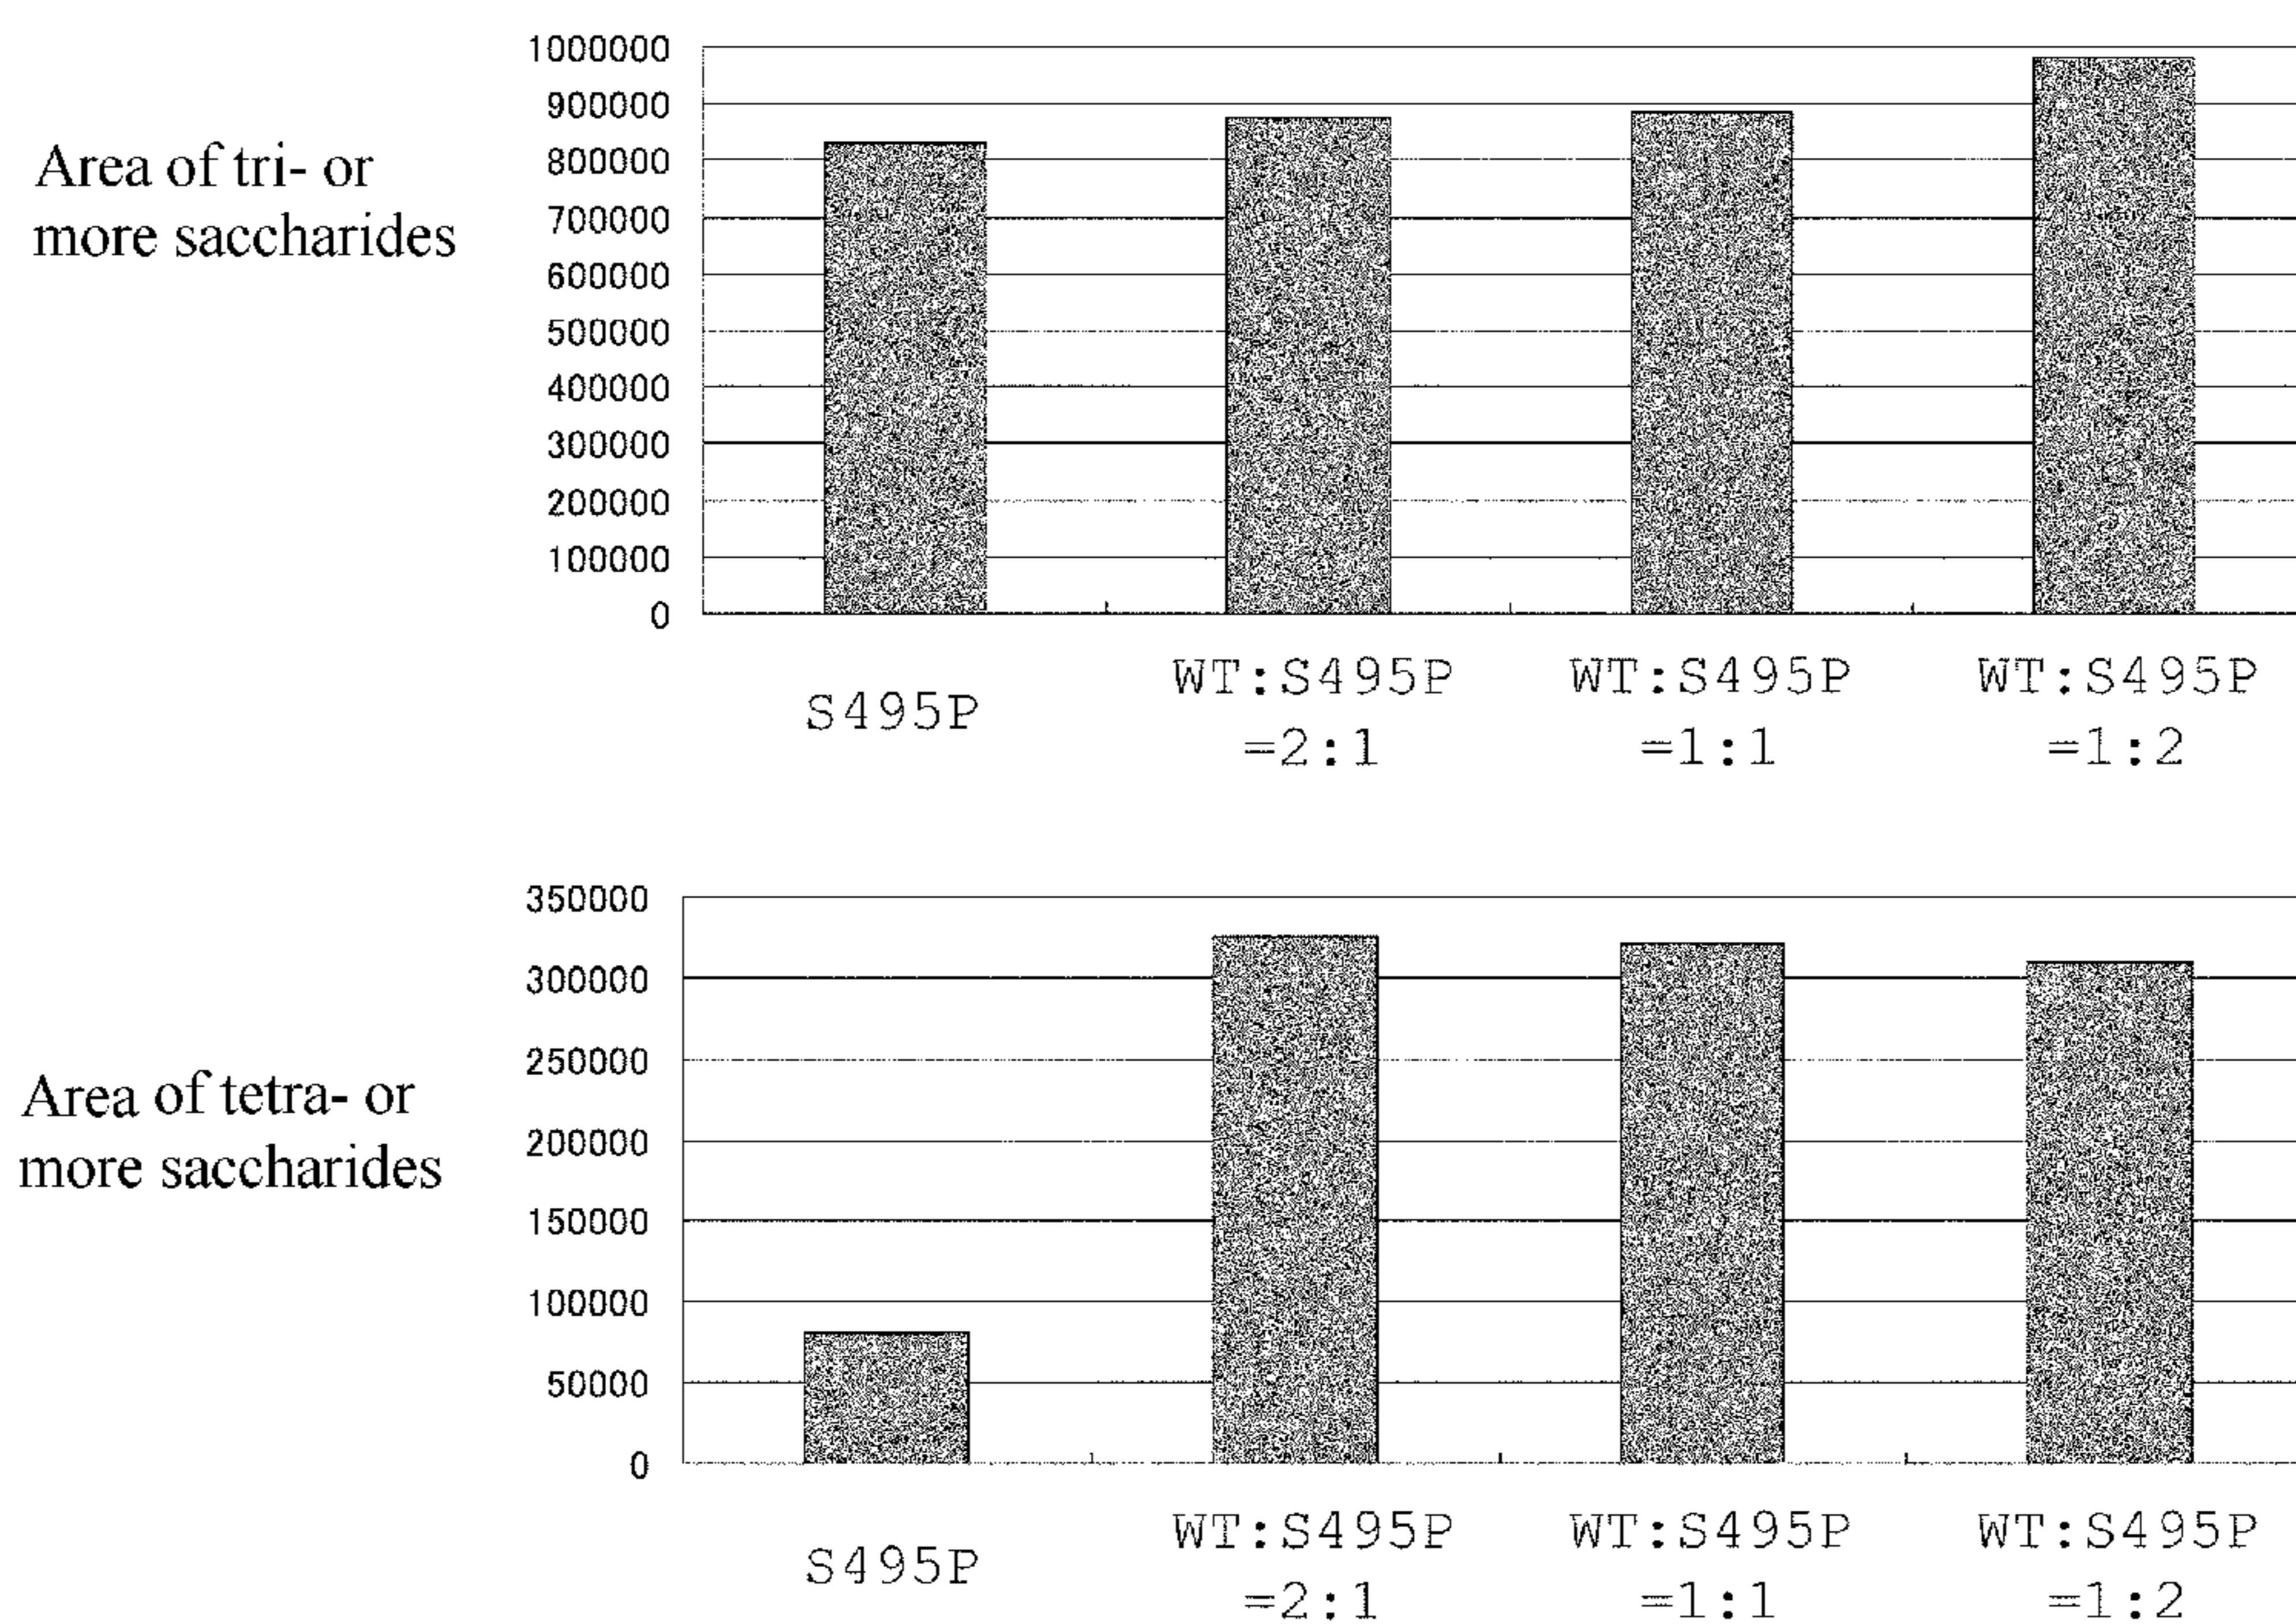 Area of tri- or
more saccharides
1000000
900000
800000
700000
600000
500000
400000
300000
200000
100000
0
S495P
WT:S495P
=2:1
WT:S495P
=1:1
WT:S495P
=1:2
Area of tetra- or
more saccharides
350000
300000
250000
200000
150000
100000
50000
0
S495P
WT:S495P
=2:1
WT:S495P
=1:1
WT:S495P
=1:2